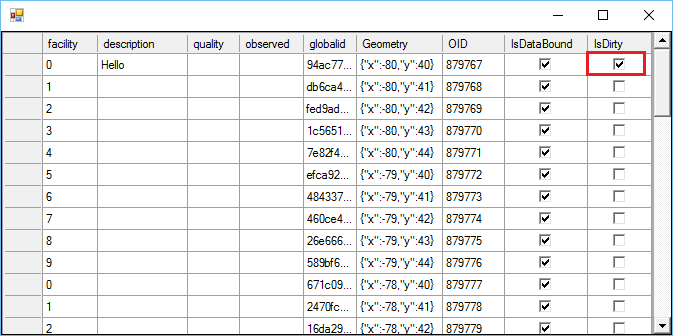 facility description quality observed globalid Geometry OID IsDataBound IsDirty
0 Hello 94ac77... {"x":-80,"y":40} 879767
1 db6ca4... {"x":-80,"y":41} 879768
2 fed9ad... {"x":-80,"y":42} 879769
3 1c5651... {"x":-80,"y":43} 879770
4 7e82f4... {"x":-80,"y":44} 879771
5 efca92... {"x":-79,"y":40} 879772
6 484337... {"x":-79,"y":41} 879773
7 460ce4... {"x":-79,"y":42} 879774
8 26e666... {"x":-79,"y":43} 879775
9 589bf6... {"x":-79,"y":44} 879776
0 671c09... {"x":-78,"y":40} 879777
1 2470fc... {"x":-78,"y":41} 879778
2 16da29... {"x":-78,"y":42} 879779